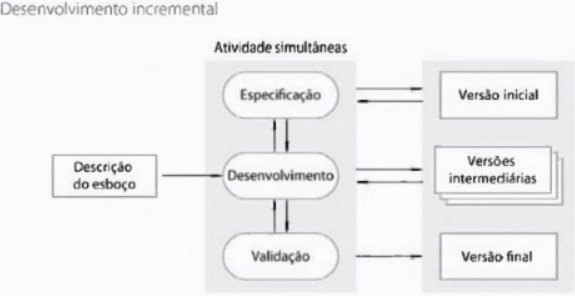 Desenvolvimento incremental
Atividade simultâneas
Especificação
Versão inicial
Descrição
do esboço
Desenvolvimento
Versões
intermediárias
Validação
Versão final